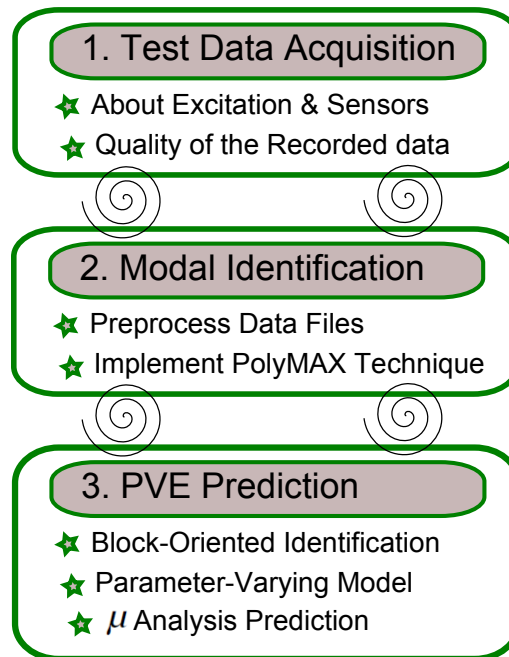 1. Test Data Acquisition
About Excitation & Sensors
Quality of the Recorded data
2. Modal Identification
Preprocess Data Files
Implement PolyMAX Technique
3. PVE Prediction
Block-Oriented Identification
Parameter-Varying Model
μ Analysis Prediction